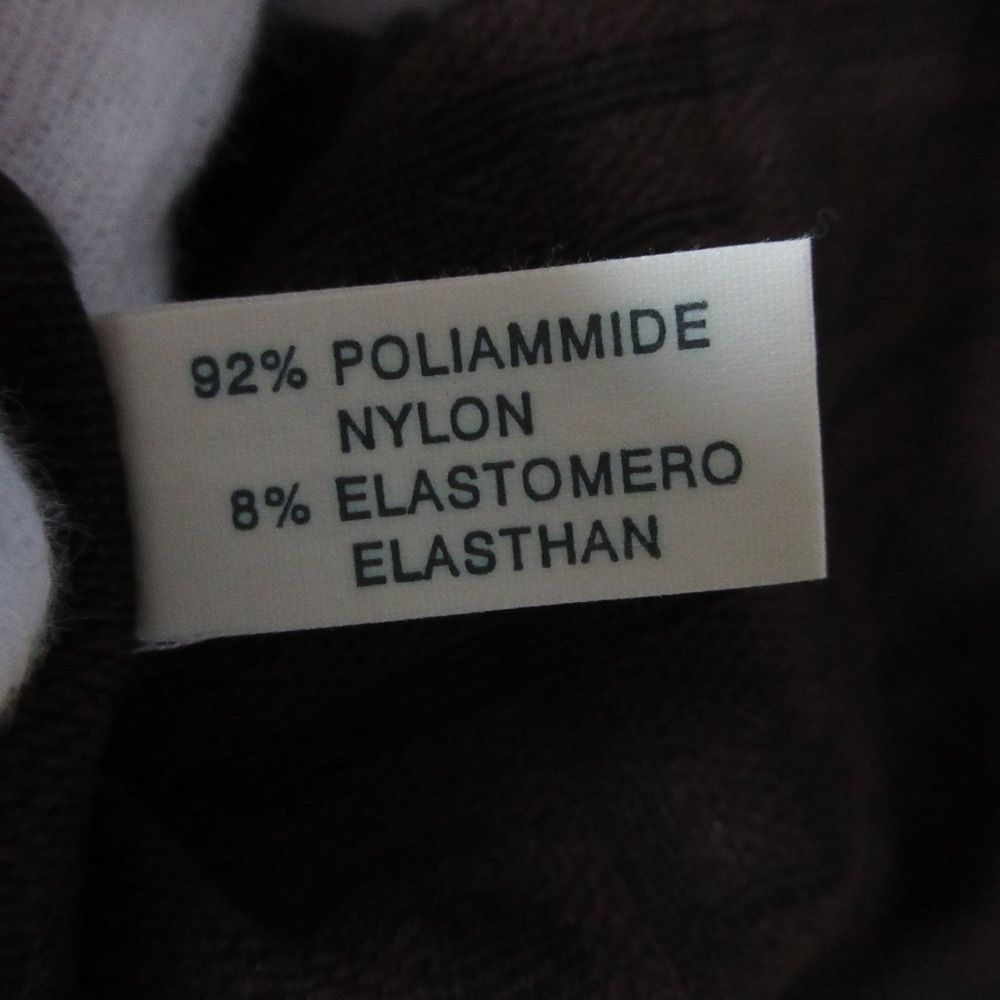 92% POLIAMMIDE
NYLON
8% ELASTOMERO
ELASTHAN